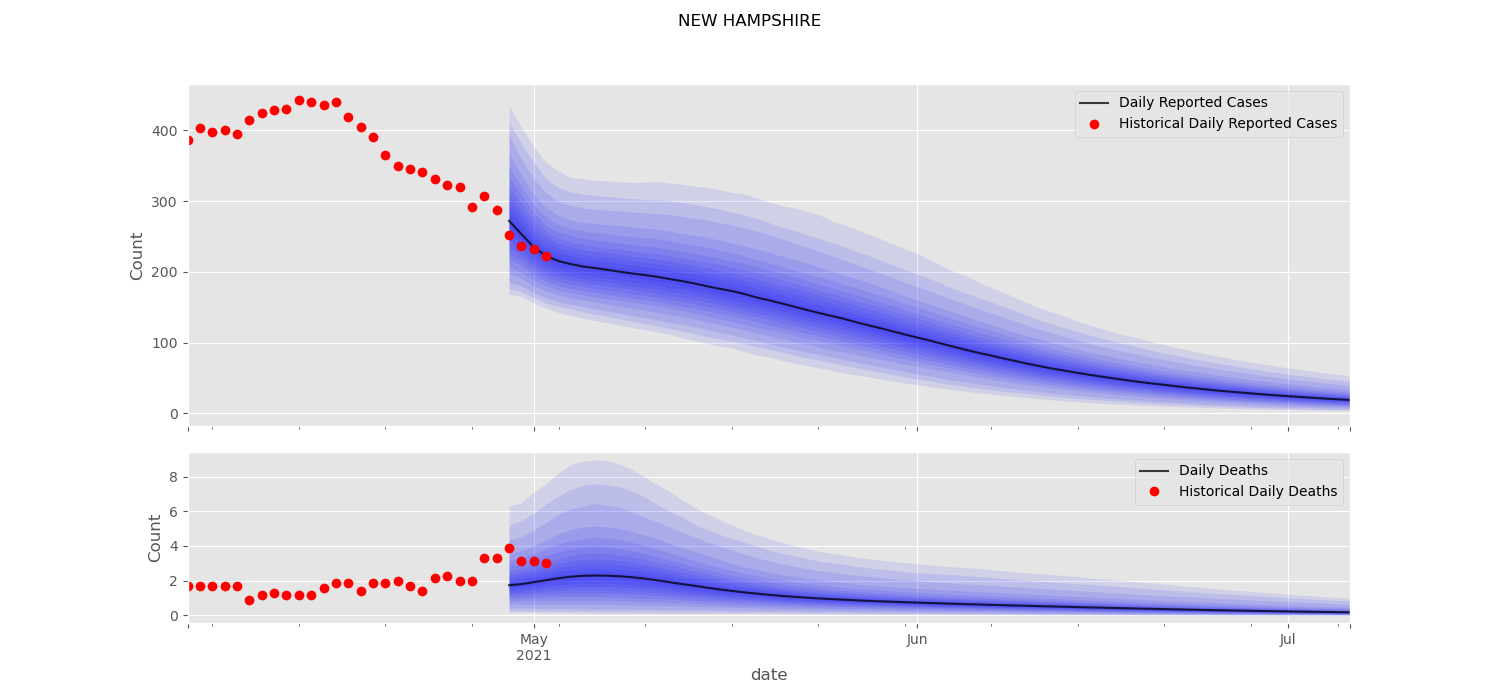 NEW HAMPSHIRE
Daily Reported Cases
Historical Daily Reported Cases
400
300
200
100
0
Count
Daily Deaths
Historical Daily Deaths
8
6
4
2
0
Count
May
2021
Jun
Jul
date